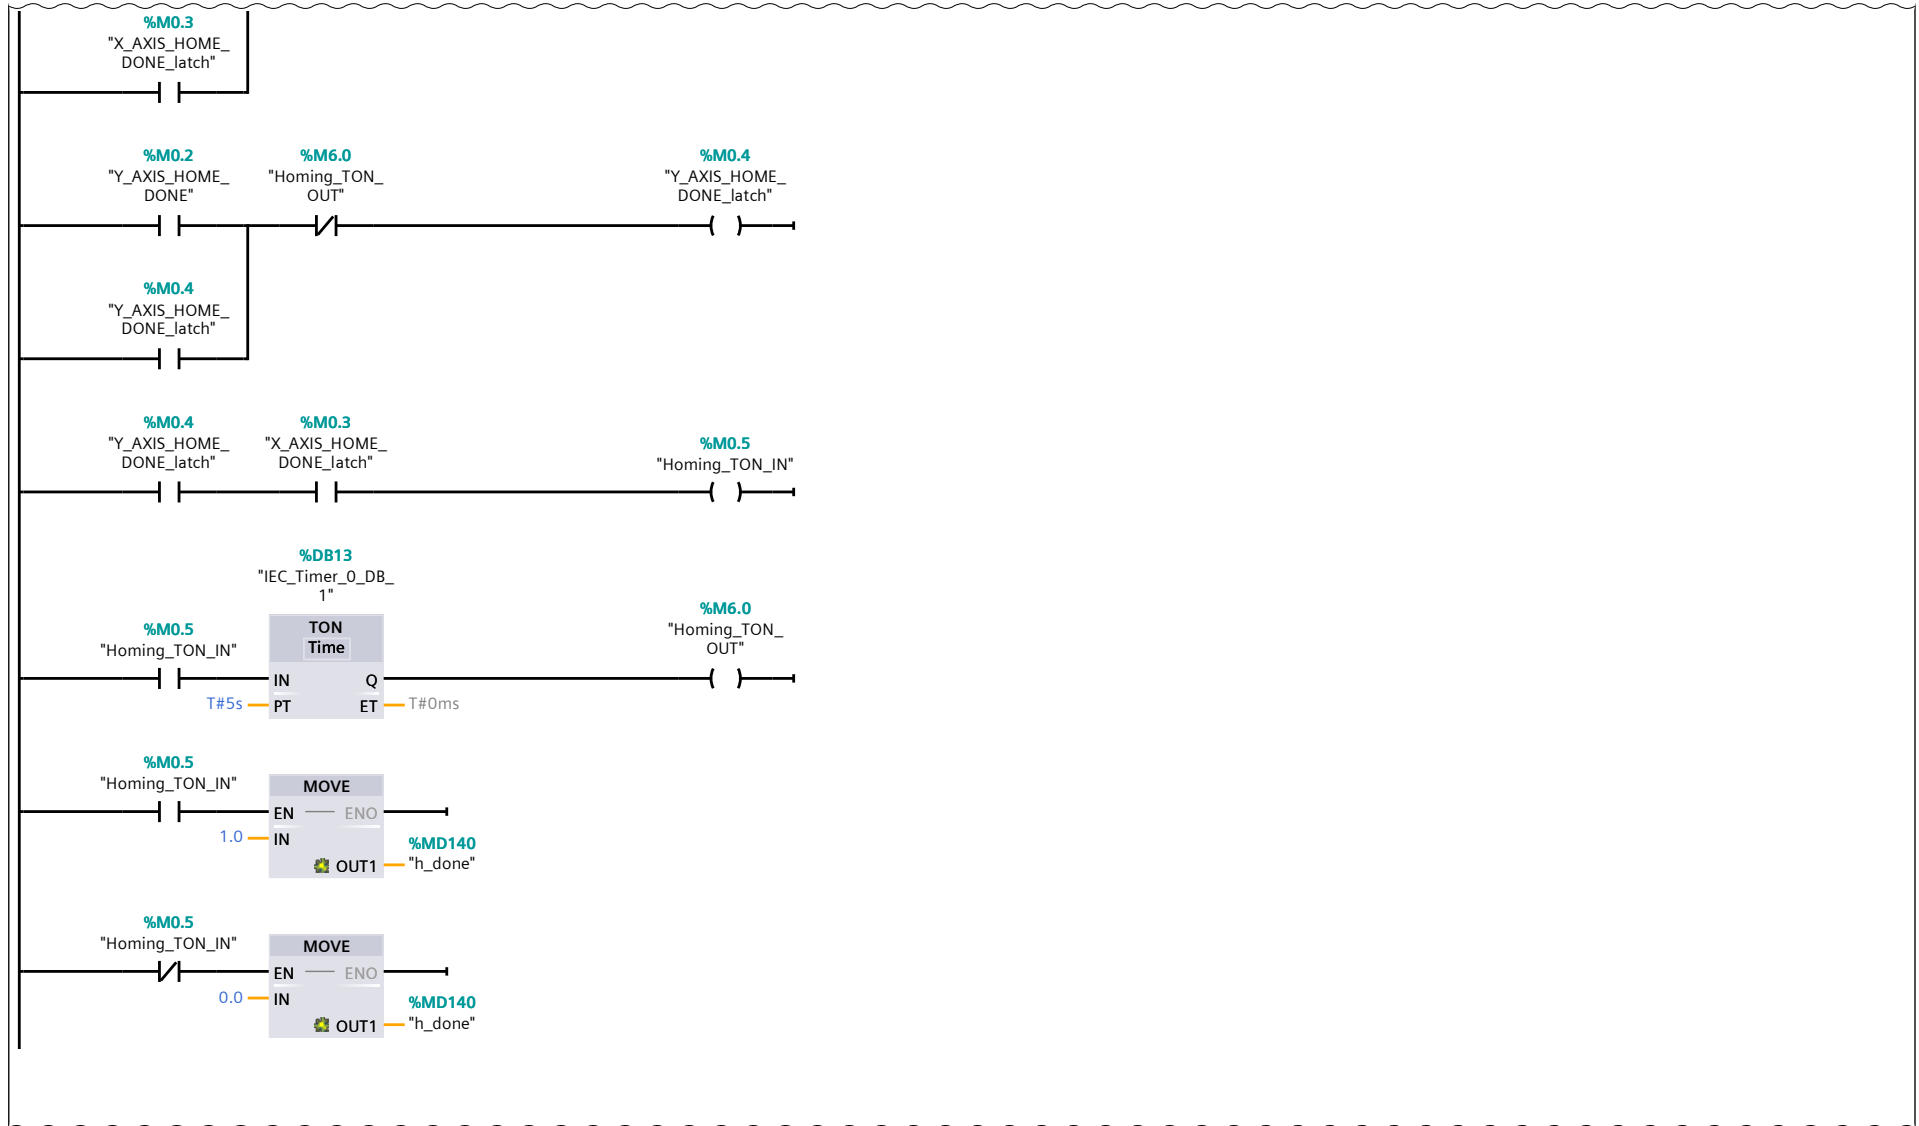 %M0.3
"X_AXIS_HOME_
DONE_latch"
%M0.2
"Y_AXIS_HOME_
DONE"
%M6.0
"Homing_TON_
OUT"
%M0.4
"Y_AXIS_HOME_
DONE_latch"
%M0.4
"Y_AXIS_HOME_
DONE_latch"
%M0.4
"Y_AXIS_HOME_
DONE_latch"
%M0.3
"X_AXIS_HOME_
DONE_latch"
%M0.5
"Homing_TON_IN"
%DB13
"IEC_Timer_0_DB_
1"
%M0.5
"Homing_TON_IN"
TON
Time
IN
Q
T#5s
PT
ET
T#0ms
%M6.0
"Homing_TON_
OUT"
%M0.5
"Homing_TON_IN"
MOVE
EN
ENO
1.0
IN
OUT1
%MD140
"h_done"
%M0.5
"Homing_TON_IN"
MOVE
EN
ENO
0.0
IN
OUT1
%MD140
"h_done"